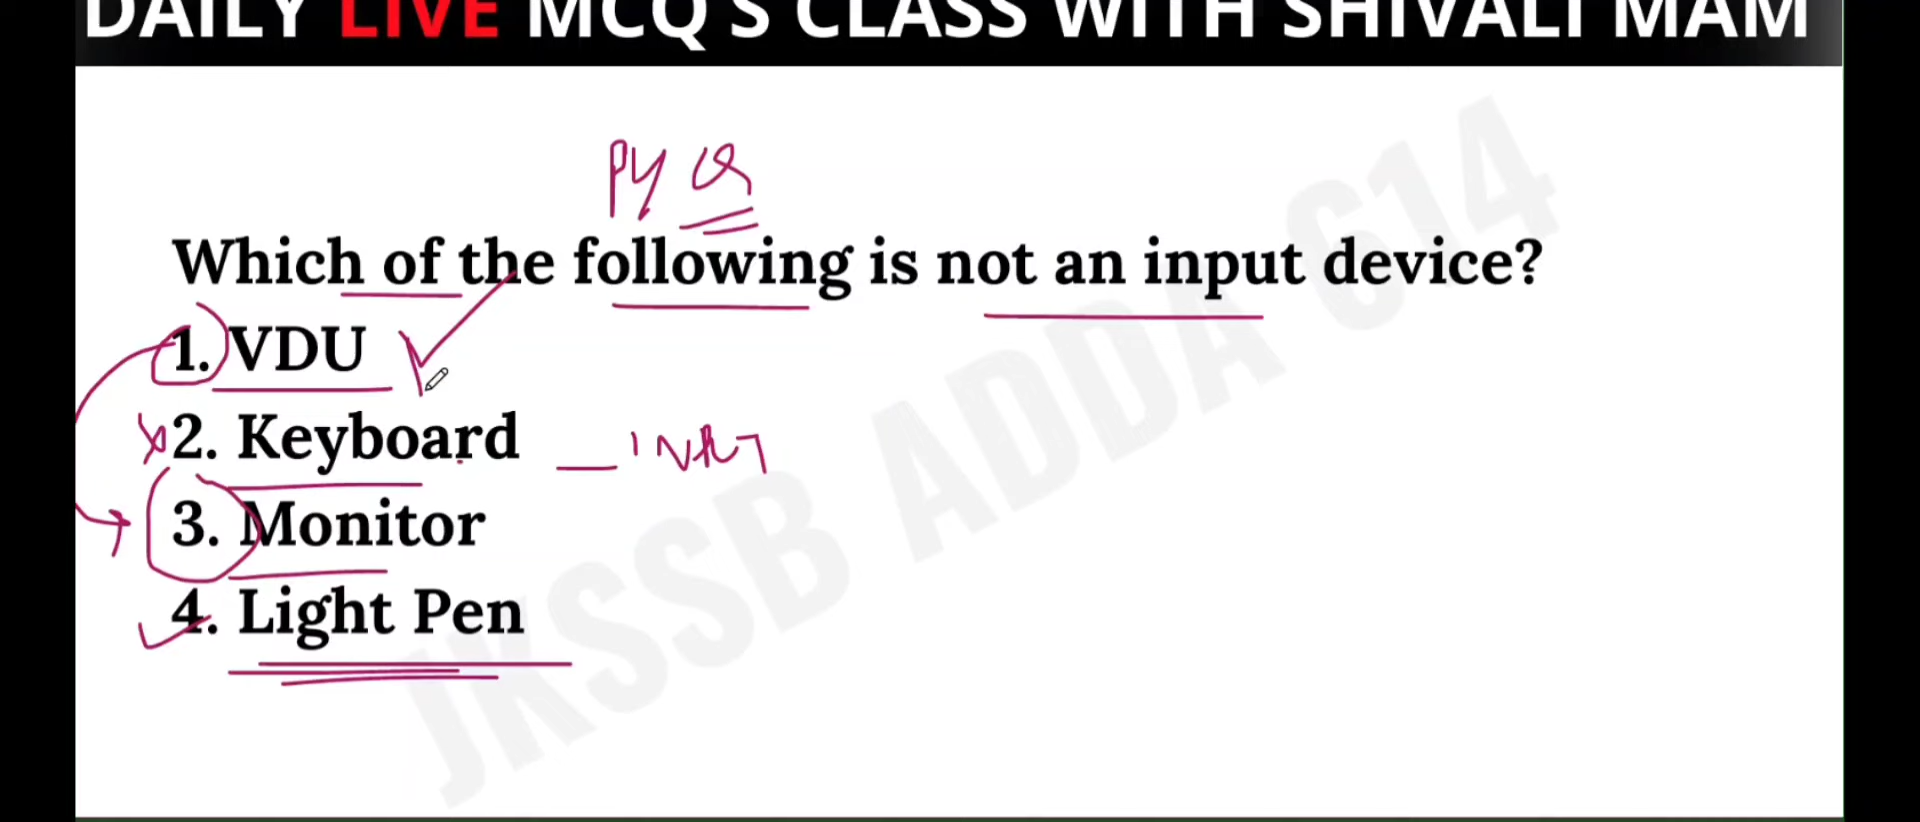 DAILY LIVE MCQ'S CLASS WITH SHIVALI MAM
PYQ
Which of the following is not an input device?
1. VDU
2. Keyboard
3. Monitor
4. Light Pen
JKSSB ADDA 614